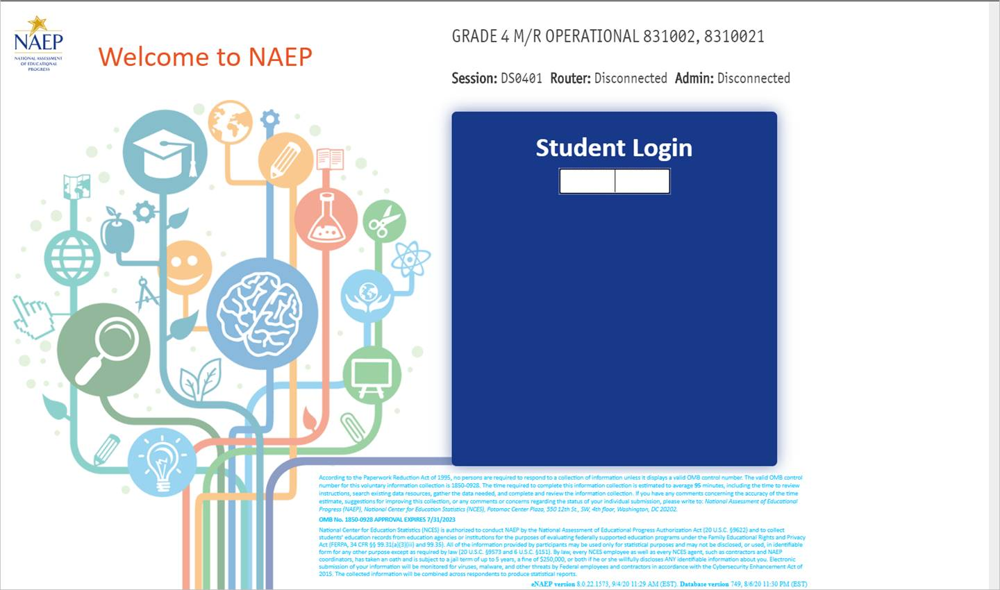 NAEP
NATIONAL ASSESSMENT
OF EDUCATIONAL
PROGRESS
Welcome to NAEP
GRADE 4 M/R OPERATIONAL 831002, 8310021
Session: DS0401 Router: Disconnected Admin: Disconnected
Student Login
According to the Paperwork Reduction Act of 1995, no persons are required to respond to a collection of information unless it displays a valid OMB control number. The valid OMB control
number for this voluntary information collection is 1850-0928. The time required to complete this information collection is estimated to average 95 minutes, including the time to review
instructions, search existing data resources, gather the data needed, and complete and review the information collection. If you have any comments concerning the accuracy of the time
estimate, suggestions for improving this collection, or any comments or concerns regarding the status of your individual submission, please write to: National Assessment of Educational
Progress (NAEP), National Center for Education Statistics (NCES), Potomac Center Plaza, 550 12th St., SW, 4th floor, Washington, DC 20202.
OMB No. 1850-0928 APPROVAL EXPIRES 7/31/2023
National Center for Education Statistics (NCES) is authorized to conduct NAEP by the National Assessment of Educational Progress Authorization Act (20 U.S.C. §9622) and to collect
students' education records from education agencies or institutions for the purposes of evaluating federally supported education programs under the Family Educational Rights and Privacy
Act (FERPA, 34 CFR §§ 99.31(a)(3)(iii) and 99.35). All of the information provided by participants may be used only for statistical purposes and may not be disclosed, or used, in identifiable
form for any other purpose except as required by law (20 U.S.C. §9573 and 6 U.S.C. §151). By law, every NCES employee as well as every NCES agent, such as contractors and NAEP
coordinators, has taken an oath and is subject to a jail term of up to 5 years, a fine of $250,000, or both if he or she willfully discloses ANY identifiable information about you. Electronic
submission of your information will be monitored for viruses, malware, and other threats by Federal employees and contractors in accordance with the Cybersecurity Enhancement Act of
2015. The collected information will be combined across respondents to produce statistical reports.
eNAEP version 8.0.22.1573, 9/4/20 11:29 AM (EST). Database version 749, 8/6/20 11:30 PM (EST)